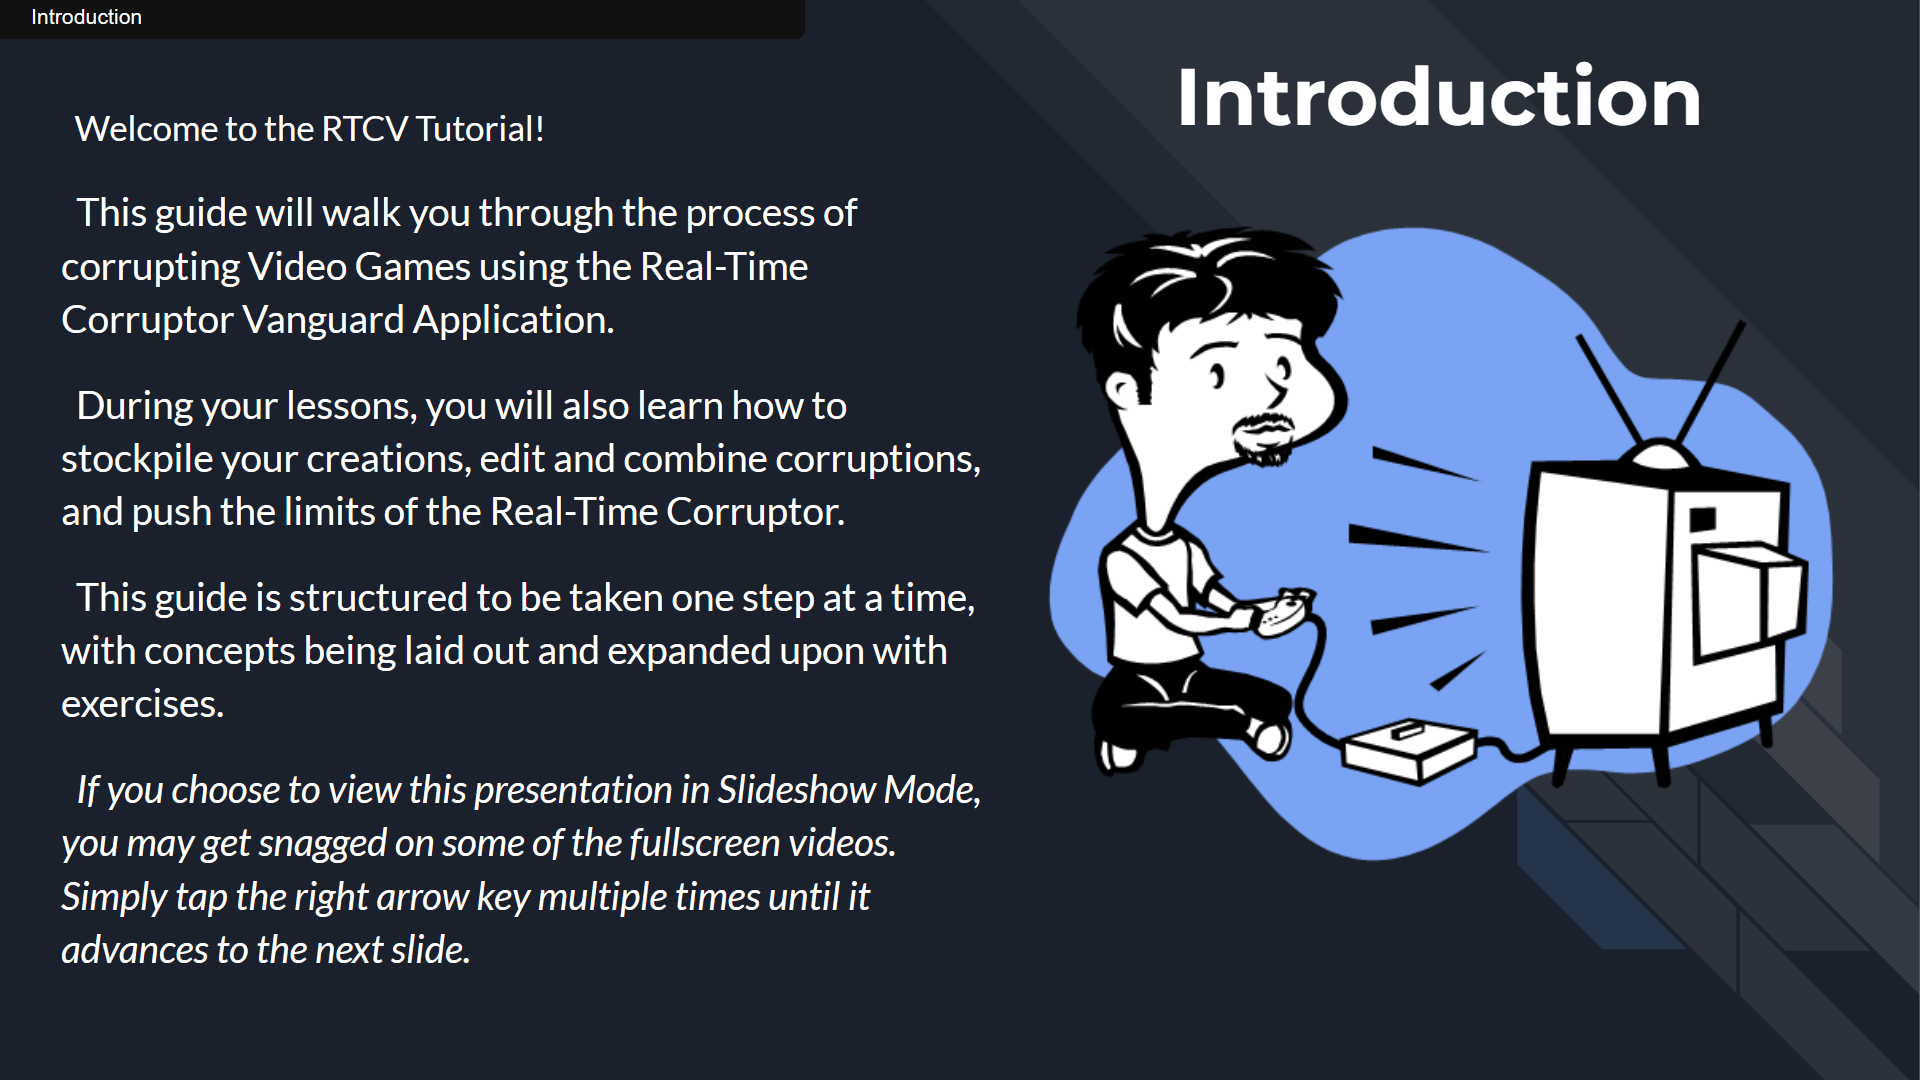 Introduction
Introduction
Welcome to the RTCV Tutorial!
This guide will walk you through the process of
corrupting Video Games using the Real-Time
Corruptor Vanguard Application.
During your lessons, you will also learn how to
stockpile your creations, edit and combine corruptions,
and push the limits of the Real-Time Corruptor.
This guide is structured to be taken one step at a time,
with concepts being laid out and expanded upon with
exercises.
If you choose to view this presentation in Slideshow Mode,
you may get snagged on some of the fullscreen videos.
Simply tap the right arrow key multiple times until it
advances to the next slide.